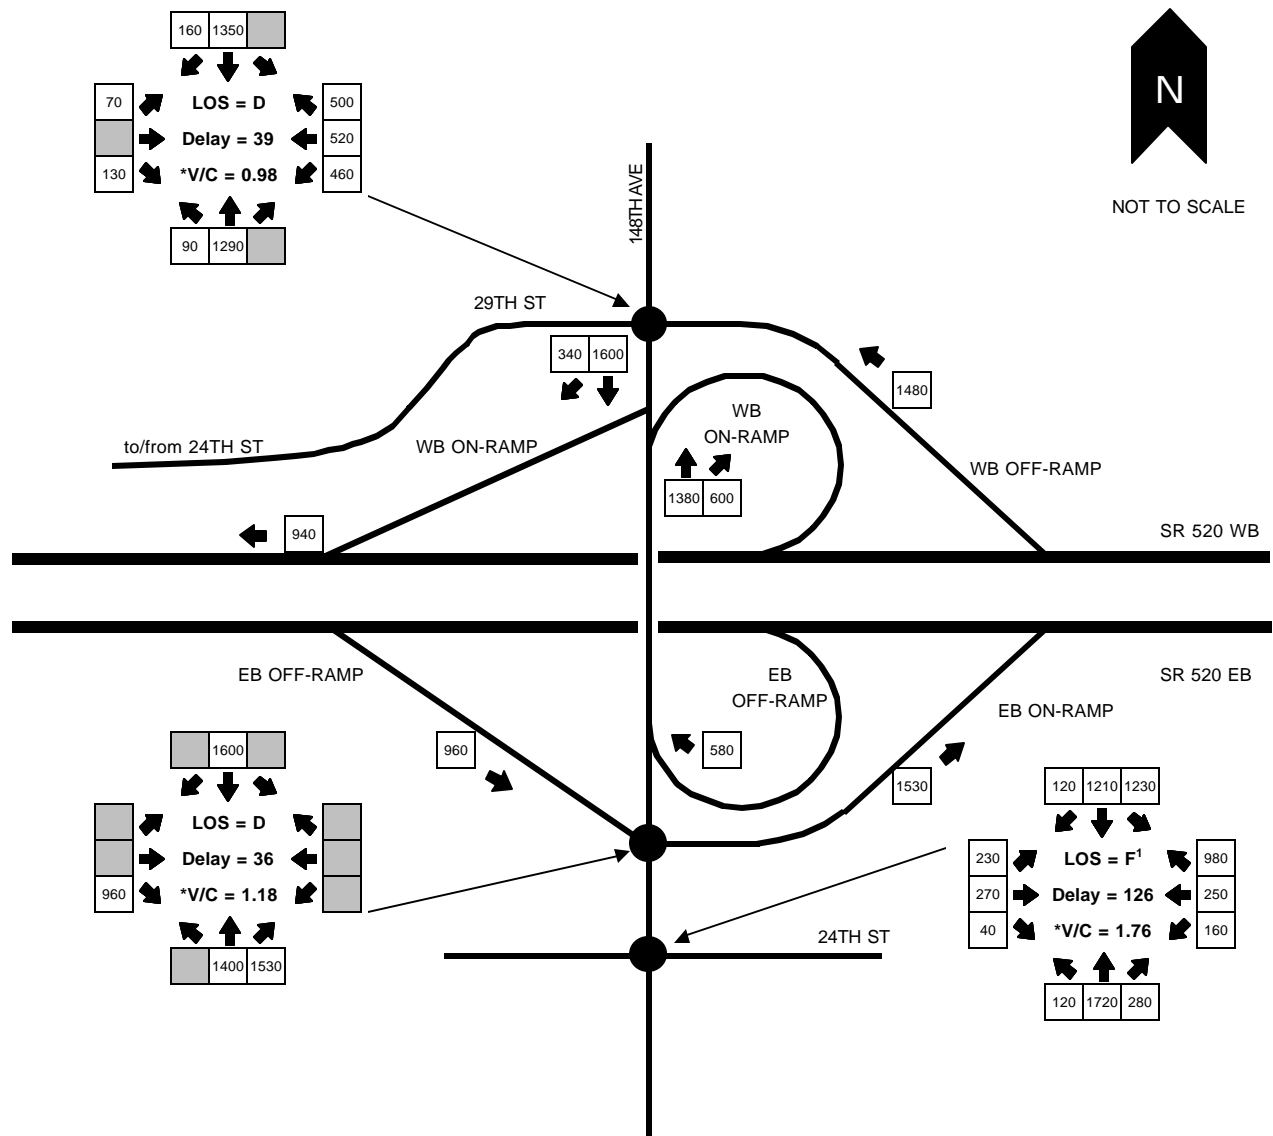 160 1350
70 LOS = D 500
Delay = 39 520
130 *V/C = 0.98 460
90 1290
N
NOT TO SCALE
148TH AVE
29TH ST
340 1600
1480
WB
ON-RAMP
to/from 24TH ST
WB ON-RAMP
WB OFF-RAMP
1380 600
940
SR 520 WB
EB OFF-RAMP
EB
OFF-RAMP
SR 520 EB
EB ON-RAMP
960
580
1530
1600
LOS = D
Delay = 36
960 *V/C = 1.18
1400 1530
120 1210 1230
230 LOS = F¹ 980
270 Delay = 126 250
40 *V/C = 1.76 160
120 1720 280
24TH ST